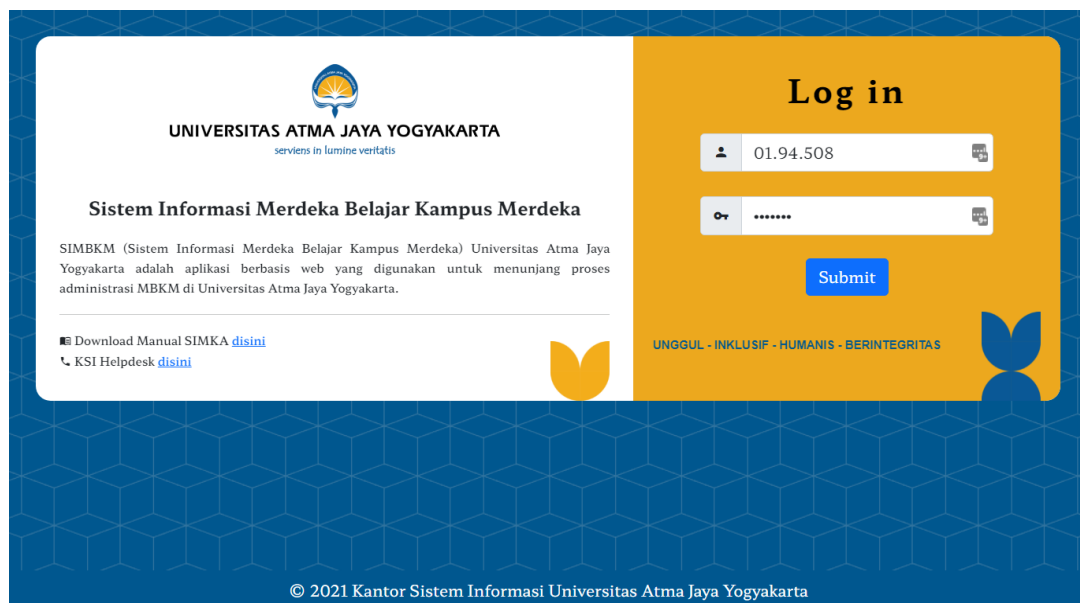 UNIVERSITAS ATMA JAYA YOGYAKARTA
serviens in lumine veritatis
Sistem Informasi Merdeka Belajar Kampus Merdeka
SIMBKM (Sistem Informasi Merdeka Belajar Kampus Merdeka) Universitas Atma Jaya
Yogyakarta adalah aplikasi berbasis web yang digunakan untuk menunjang proses
administrasi MBKM di Universitas Atma Jaya Yogyakarta.
Download Manual SIMKA disini
KSI Helpdesk disini
Log in
01.94.508
•••••••
Submit
UNGGUL - INKLUSIF - HUMANIS - BERINTEGRITAS
© 2021 Kantor Sistem Informasi Universitas Atma Jaya Yogyakarta